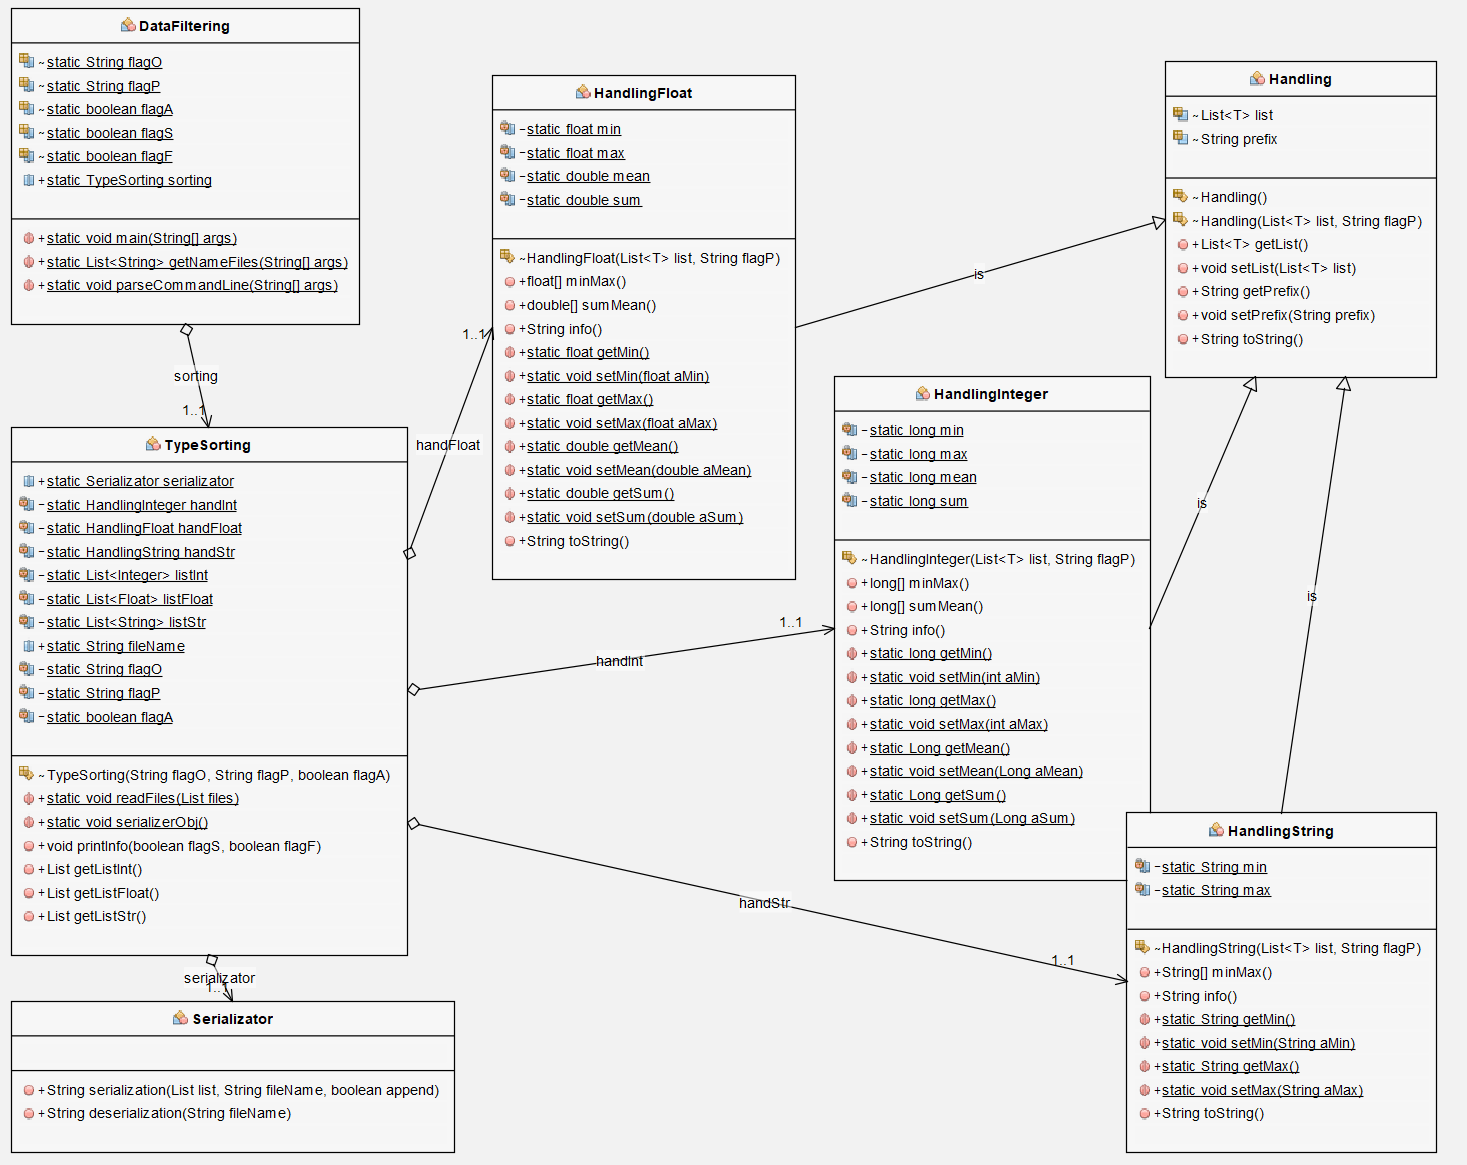 DataFiltering
~static String flagO
~static String flagP
~static boolean flagA
~static boolean flagS
~static boolean flagF
+static TypeSorting sorting
+static void main(String[] args)
+static List<String> getNameFiles(String[] args)
+static void parseCommandLine(String[] args)
sorting
1..1
TypeSorting
+static Serializator serializator
-static HandlingInteger handInt
-static HandlingFloat handFloat
-static HandlingString handStr
-static List<Integer> listInt
-static List<Float> listFloat
-static List<String> listStr
+static String fileName
-static String flagO
-static String flagP
-static boolean flagA
~TypeSorting(String flagO, String flagP, boolean flagA)
+static void readFiles(List files)
+static void serializerObj()
+void printInfo(boolean flagS, boolean flagF)
+List getListInt()
+List getListFloat()
+List getListStr()
serializator
1..1
Serializator
+String serialization(List list, String fileName, boolean append)
+String deserialization(String fileName)
1..1
handFloat
HandlingFloat
-static float min
-static float max
-static double mean
-static double sum
~HandlingFloat(List<T> list, String flagP)
+float[] minMax()
+double[] sumMean()
+String info()
+static float getMin()
+static void setMin(float aMin)
+static float getMax()
+static void setMax(float aMax)
+static double getMean()
+static void setMean(double aMean)
+static double getSum()
+static void setSum(double aSum)
+String toString()
is
1..1
handInt
HandlingInteger
-static long min
-static long max
-static long mean
-static long sum
~HandlingInteger(List<T> list, String flagP)
+long[] minMax()
+long[] sumMean()
+String info()
+static long getMin()
+static void setMin(int aMin)
+static long getMax()
+static void setMax(int aMax)
+static Long getMean()
+static void setMean(Long aMean)
+static Long getSum()
+static void setSum(Long aSum)
+String toString()
is
Handling
~List<T> list
~String prefix
~Handling()
~Handling(List<T> list, String flagP)
+List<T> getList()
+void setList(List<T> list)
+String getPrefix()
+void setPrefix(String prefix)
+String toString()
is
handStr
1..1
HandlingString
-static String min
-static String max
~HandlingString(List<T> list, String flagP)
+String[] minMax()
+String info()
+static String getMin()
+static void setMin(String aMin)
+static String getMax()
+static void setMax(String aMax)
+String toString()